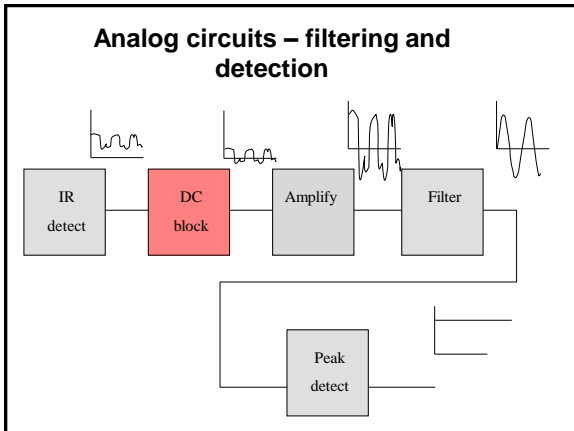 Analog circuits – filtering and
detection
IR
detect
DC
block
Amplify
Filter
Peak
detect